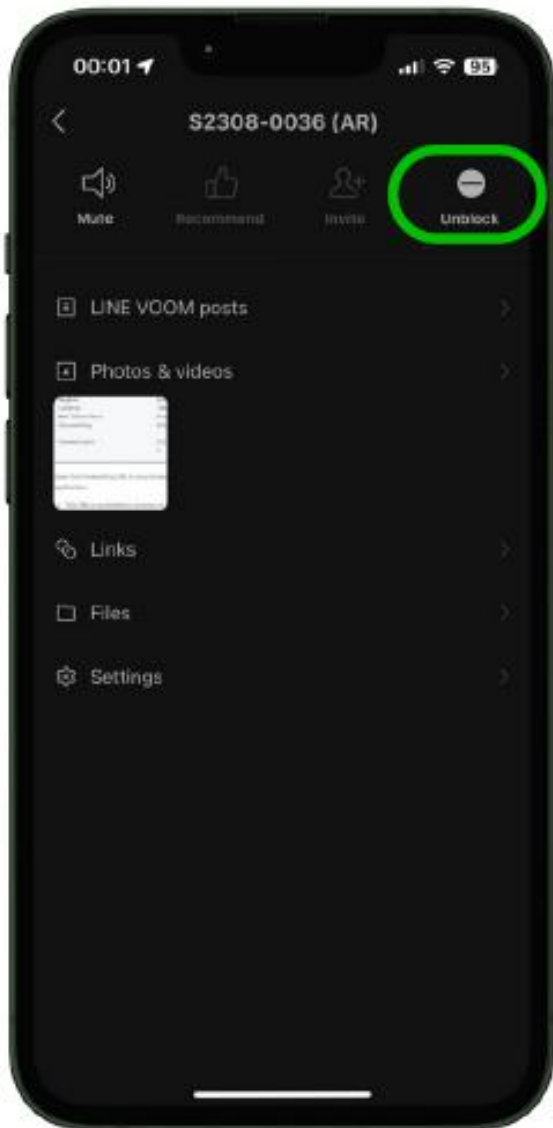 00:01
95
S2308-0036 (AR)
Mute
Recommend
Invite
Unblock
LINE VOOM posts
Photos & videos
Links
Files
Settings